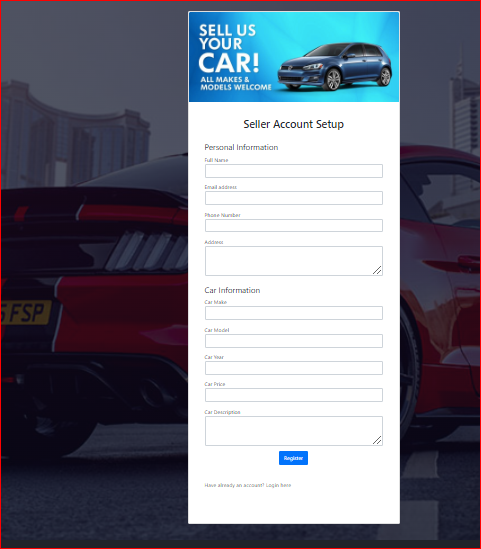 SELL US
YOUR
CAR!
ALL MAKES &
MODELS WELCOME
Seller Account Setup
Personal Information
Full Name
Email address
Phone Number
Address
5 FSP
Car Information
Car Make
Car Model
Car Year
Car Price
Car Description
Register
Have already an account? Login here